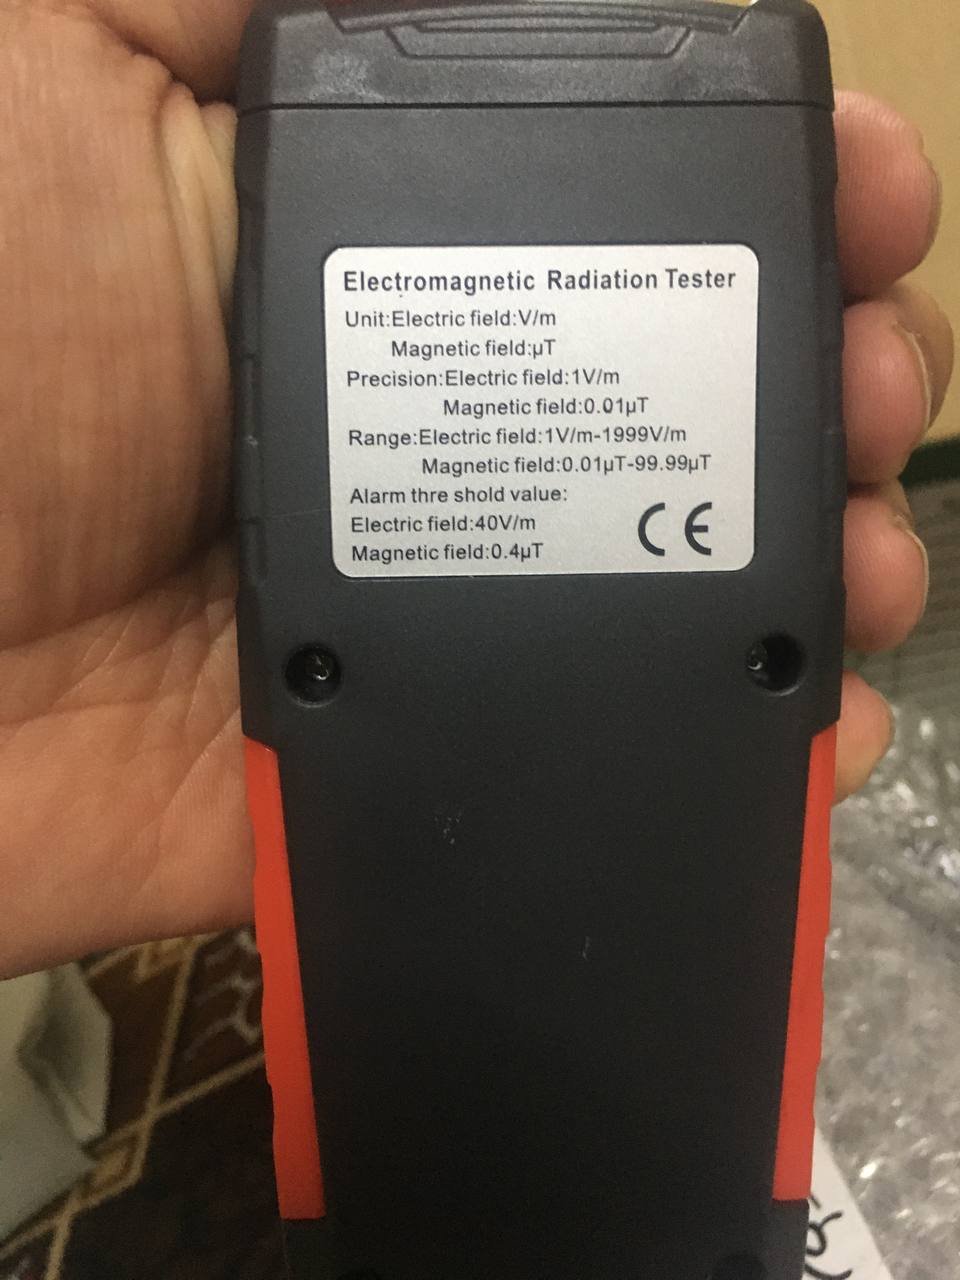 Electromagnetic Radiation Tester
Unit:Electric field:V/m
Magnetic field:µT
Precision:Electric field:1V/m
Magnetic field:0.01µT
Range:Electric field:1V/m-1999V/m
Magnetic field:0.01µT-99.99µT
Alarm thre shold value:
Electric field:40V/m
Magnetic field:0.4µT
CE